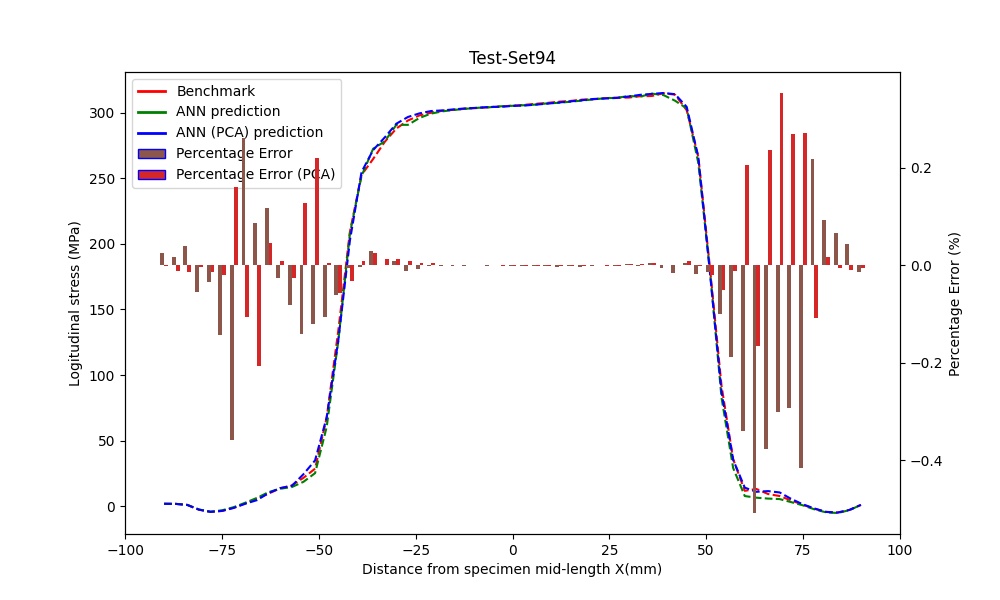 Test-Set94
Benchmark
ANN prediction
ANN (PCA) prediction
Percentage Error
Percentage Error (PCA)
Logitudinal stress (MPa)
300
250
200
150
100
50
0
0.2
0.0
−0.2
−0.4
Percentage Error (%)
−100
−75
−50
−25
0
25
50
75
100
Distance from specimen mid-length X(mm)